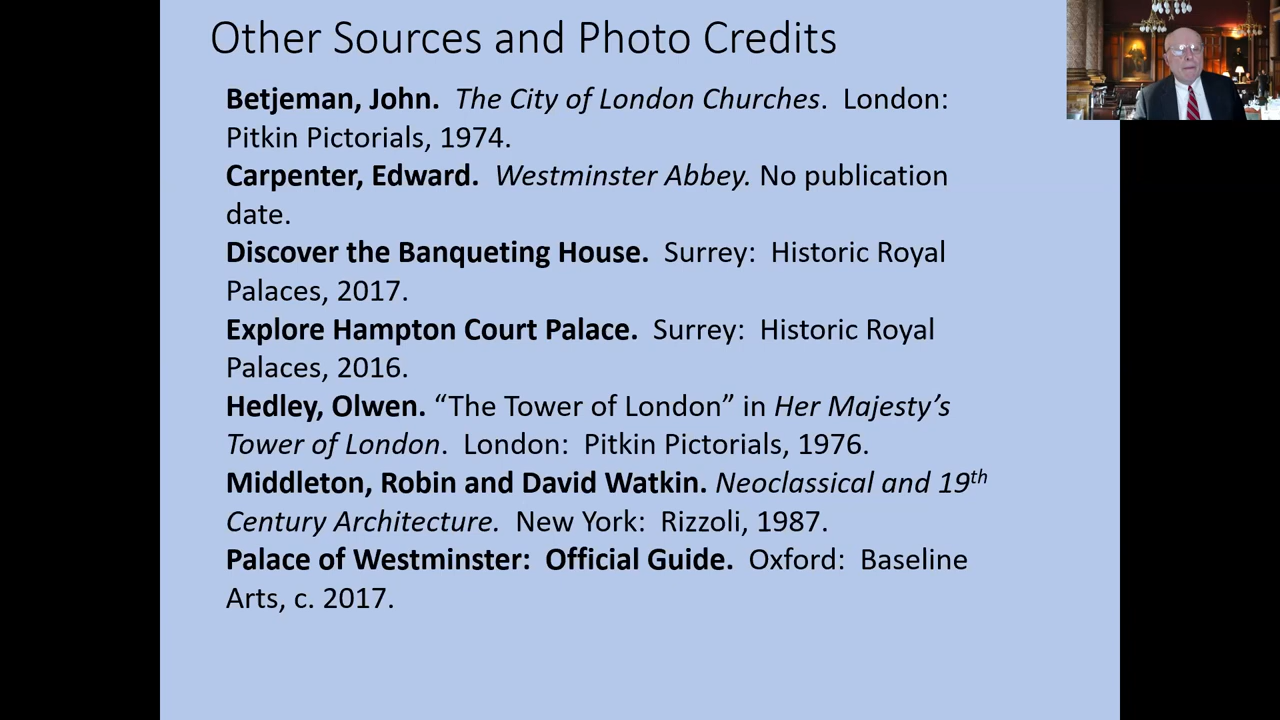 Other Sources and Photo Credits
Betjeman, John.  The City of London Churches.  London:
Pitkin Pictorials, 1974.
Carpenter, Edward.  Westminster Abbey. No publication
date.
Discover the Banqueting House.  Surrey:  Historic Royal
Palaces, 2017.
Explore Hampton Court Palace.  Surrey:  Historic Royal
Palaces, 2016.
Hedley, Olwen. “The Tower of London” in Her Majesty’s
Tower of London.  London:  Pitkin Pictorials, 1976.
Middleton, Robin and David Watkin. Neoclassical and 19th
Century Architecture.  New York:  Rizzoli, 1987.
Palace of Westminster:  Official Guide.  Oxford:  Baseline
Arts, c. 2017.